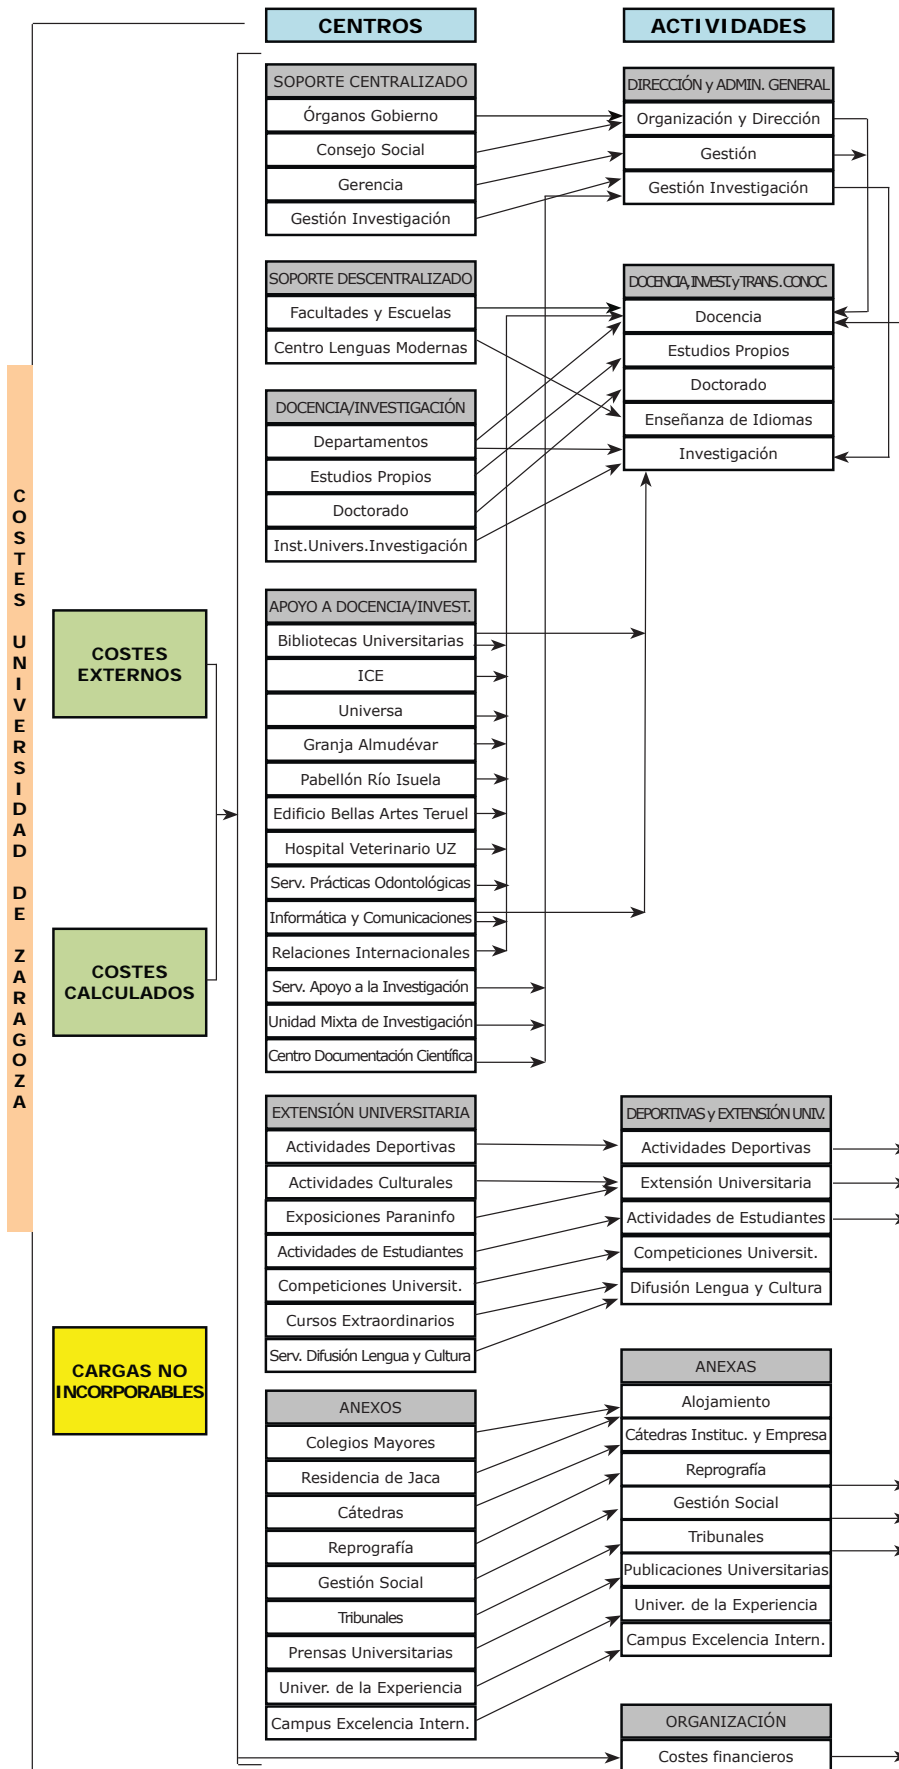 CENTROS
ACTIVIDADES
SOPORTE CENTRALIZADO
Órganos Gobierno
Consejo Social
Gerencia
Gestión Investigación
DIRECCIÓN y ADMIN. GENERAL
Organización y Dirección
Gestión
Gestión Investigación
SOPORTE DESCENTRALIZADO
Facultades y Escuelas
Centro Lenguas Modernas
DOCENCIA, INVEST. y TRANS. CONOC.
Docencia
Estudios Propios
Doctorado
Enseñanza de Idiomas
Investigación
DOCENCIA/INVESTIGACIÓN
Departamentos
Estudios Propios
Doctorado
Inst.Univers.Investigación
COSTES UNIVERSIDAD DE ZARAGOZA
COSTES
EXTERNOS
COSTES
CALCULADOS
CARGAS NO
INCORPORABLES
APOYO A DOCENCIA/INVEST.
Bibliotecas Universitarias
ICE
Universa
Granja Almudévar
Pabellón Río Isuela
Edificio Bellas Artes Teruel
Hospital Veterinario UZ
Serv. Prácticas Odontológicas
Informática y Comunicaciones
Relaciones Internacionales
Serv. Apoyo a la Investigación
Unidad Mixta de Investigación
Centro Documentación Científica
EXTENSIÓN UNIVERSITARIA
Actividades Deportivas
Actividades Culturales
Exposiciones Paraninfo
Actividades de Estudiantes
Competiciones Universit.
Cursos Extraordinarios
Serv. Difusión Lengua y Cultura
DEPORTIVAS y EXTENSIÓN UNIV.
Actividades Deportivas
Extensión Universitaria
Actividades de Estudiantes
Competiciones Universit.
Difusión Lengua y Cultura
ANEXOS
Colegios Mayores
Residencia de Jaca
Cátedras
Reprografía
Gestión Social
Tribunales
Prensas Universitarias
Univer. de la Experiencia
Campus Excelencia Intern.
ANEXAS
Alojamiento
Cátedras Instituc. y Empresa
Reprografía
Gestión Social
Tribunales
Publicaciones Universitarias
Univer. de la Experiencia
Campus Excelencia Intern.
ORGANIZACIÓN
Costes financieros